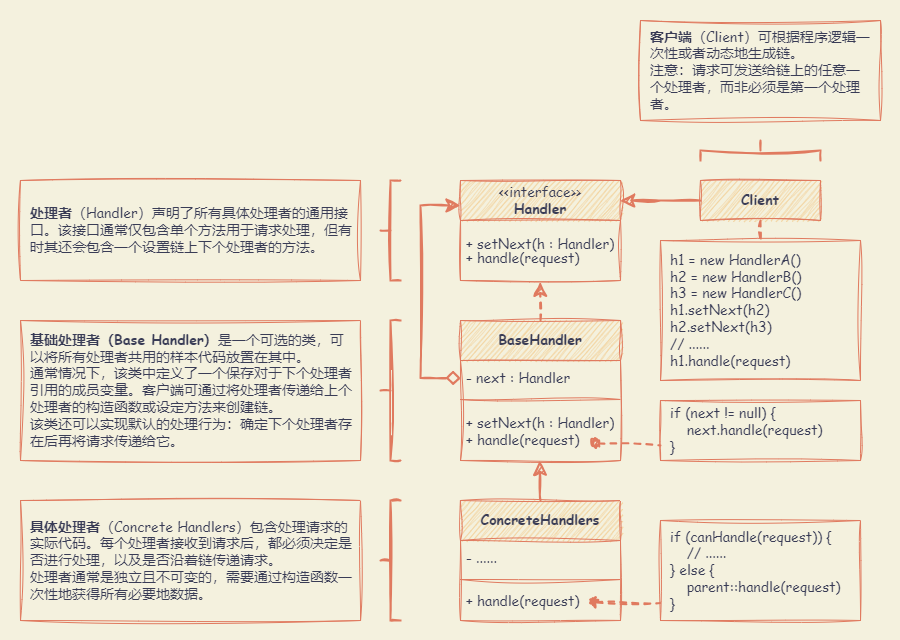 客户端（Client）可根据程序逻辑一
次性或者动态地生成链。
注意：请求可发送给链上的任意一
个处理者，而非必须是第一个处理
者。
处理者（Handler）声明了所有具体处理者的通用接
口。该接口通常仅包含单个方法用于请求处理，但有
时其还会包含一个设置链上下个处理者的方法。
<<interface>>
Handler
+ setNext(h : Handler)
+ handle(request)
Client
h1 = new HandlerA()
h2 = new HandlerB()
h3 = new HandlerC()
h1.setNext(h2)
h2.setNext(h3)
// ......
h1.handle(request)
基础处理者（Base Handler）是一个可选的类，可
以将所有处理者共用的样本代码放置在其中。
通常情况下，该类中定义了一个保存对于下个处理者
引用的成员变量。客户端可通过将处理者传递给上个
处理者的构造函数或设定方法来创建链。
该类还可以实现默认的处理行为：确定下个处理者存
在后再将请求传递给它。
BaseHandler
- next : Handler
+ setNext(h : Handler)
+ handle(request)
if (next != null) {
next.handle(request)
}
具体处理者（Concrete Handlers）包含处理请求的
实际代码。每个处理者接收到请求后，都必须决定是
否进行处理，以及是否沿着链传递请求。
处理者通常是独立且不可变的，需要通过构造函数一
次性地获得所有必要地数据。
ConcreteHandlers
- ......
+ handle(request)
if (canHandle(request)) {
// ......
} else {
parent::handle(request)
}